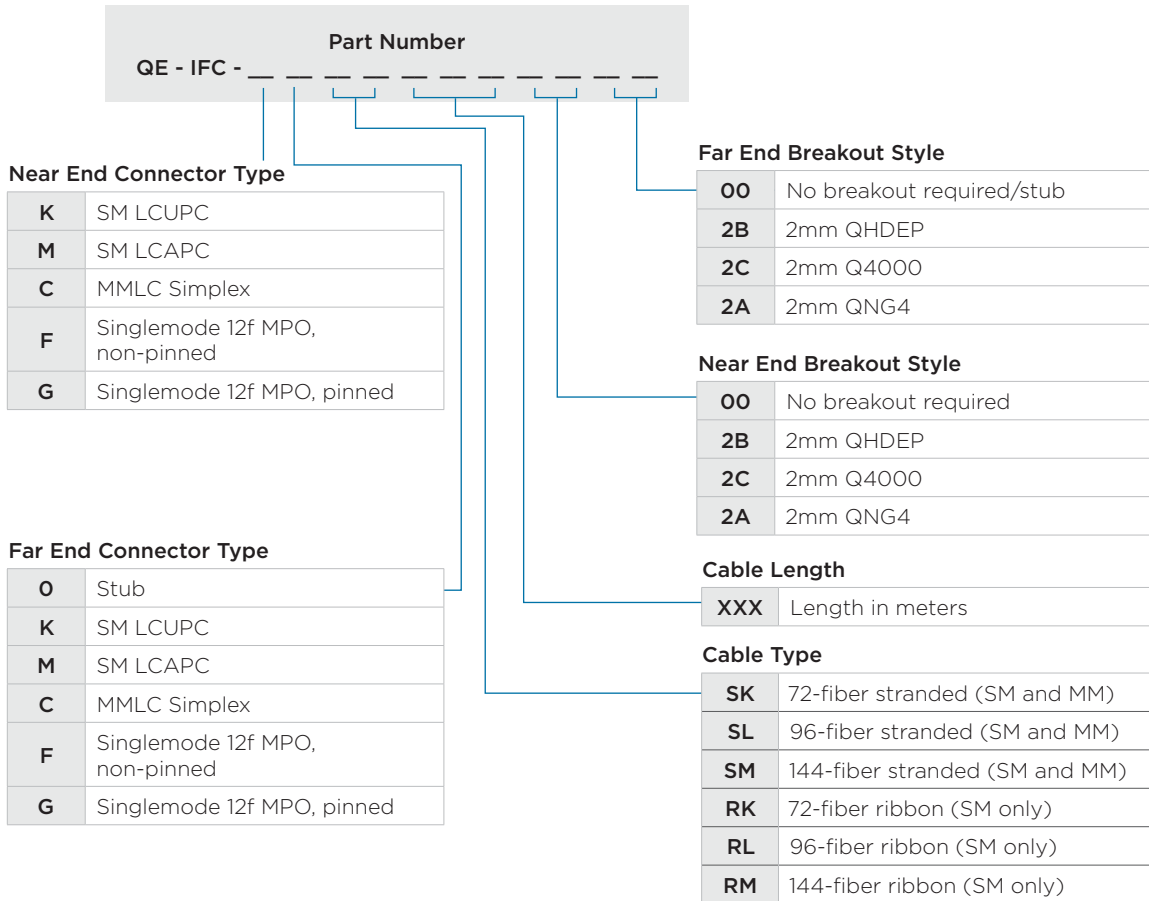 Part Number
QE - IFC - __ __ __ __ __ __ __ __ __ __ __
Near End Connector Type
K SM LCUPC
M SM LCAPC
C MMLC Simplex
F Singlemode 12f MPO,
non-pinned
G Singlemode 12f MPO, pinned
Far End Connector Type
0 Stub
K SM LCUPC
M SM LCAPC
C MMLC Simplex
F Singlemode 12f MPO,
non-pinned
G Singlemode 12f MPO, pinned
Far End Breakout Style
00 No breakout required/stub
2B 2mm QHDEP
2C 2mm Q4000
2A 2mm QNG4
Near End Breakout Style
00 No breakout required
2B 2mm QHDEP
2C 2mm Q4000
2A 2mm QNG4
Cable Length
XXX Length in meters
Cable Type
SK 72-fiber stranded (SM and MM)
SL 96-fiber stranded (SM and MM)
SM 144-fiber stranded (SM and MM)
RK 72-fiber ribbon (SM only)
RL 96-fiber ribbon (SM only)
RM 144-fiber ribbon (SM only)